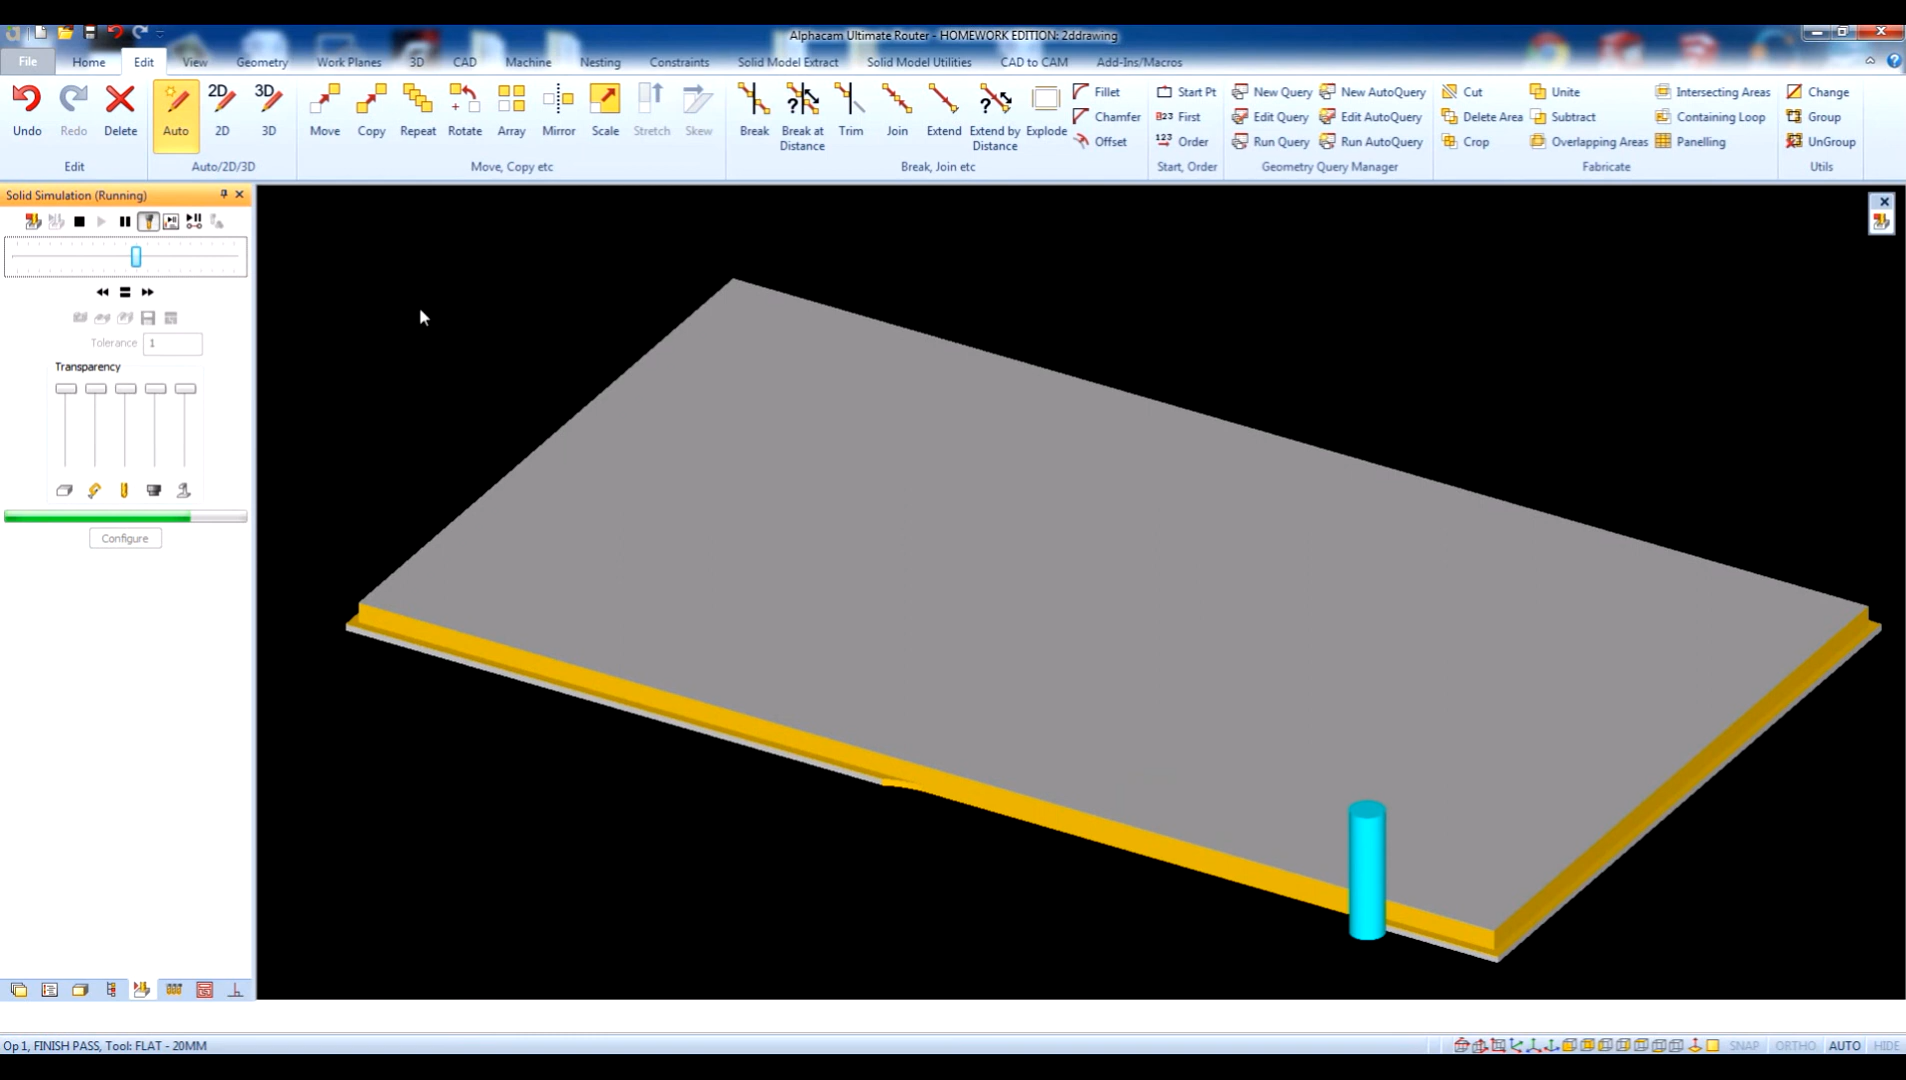 Alphacam Ultimate Router - HOMEWORK EDITION: 2ddrawing
File Home Edit View Geometry Work Planes 3D CAD Machine Nesting Constraints Solid Model Extract Solid Model Utilities CAD to CAM Add-Ins/Macros
2D 3D Fillet Start Pt New Query New AutoQuery Cut Unite Intersecting Areas Change
Chamfer First Edit Query Edit AutoQuery Delete Area Subtract Containing Loop Group
Undo Redo Delete Auto 2D 3D Move Copy Repeat Rotate Array Mirror Scale Stretch Skew Break Break at Distance Trim Join Extend Extend by Distance Explode
Offset Order Run Query Run AutoQuery Crop Overlapping Areas Panelling UnGroup
Edit Auto/2D/3D Move, Copy etc Break, Join etc Start, Order Geometry Query Manager Fabricate Utils
Solid Simulation (Running)
Tolerance 1
Transparency
Configure
Op 1, FINISH PASS, Tool: FLAT - 20MM SNAP ORTHO AUTO HIDE